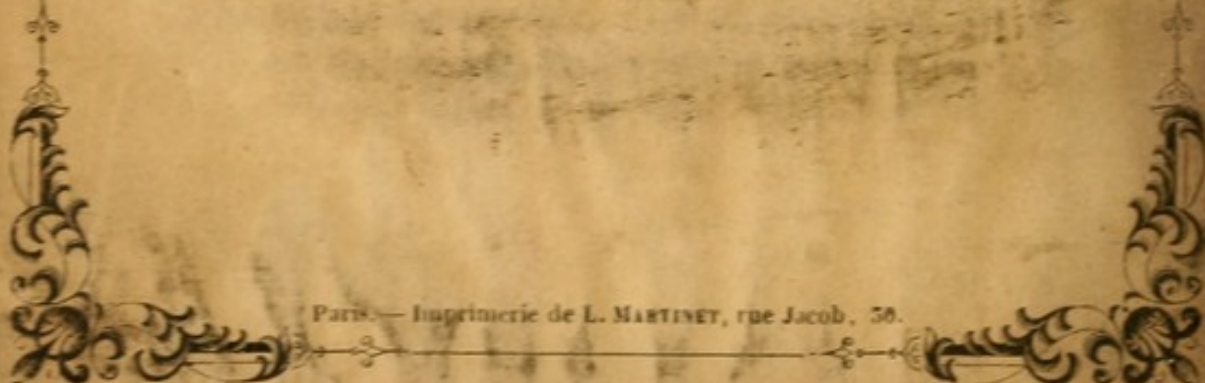 Paris. — Imprimerie de L. MARTINET, rue Jacob, 30.